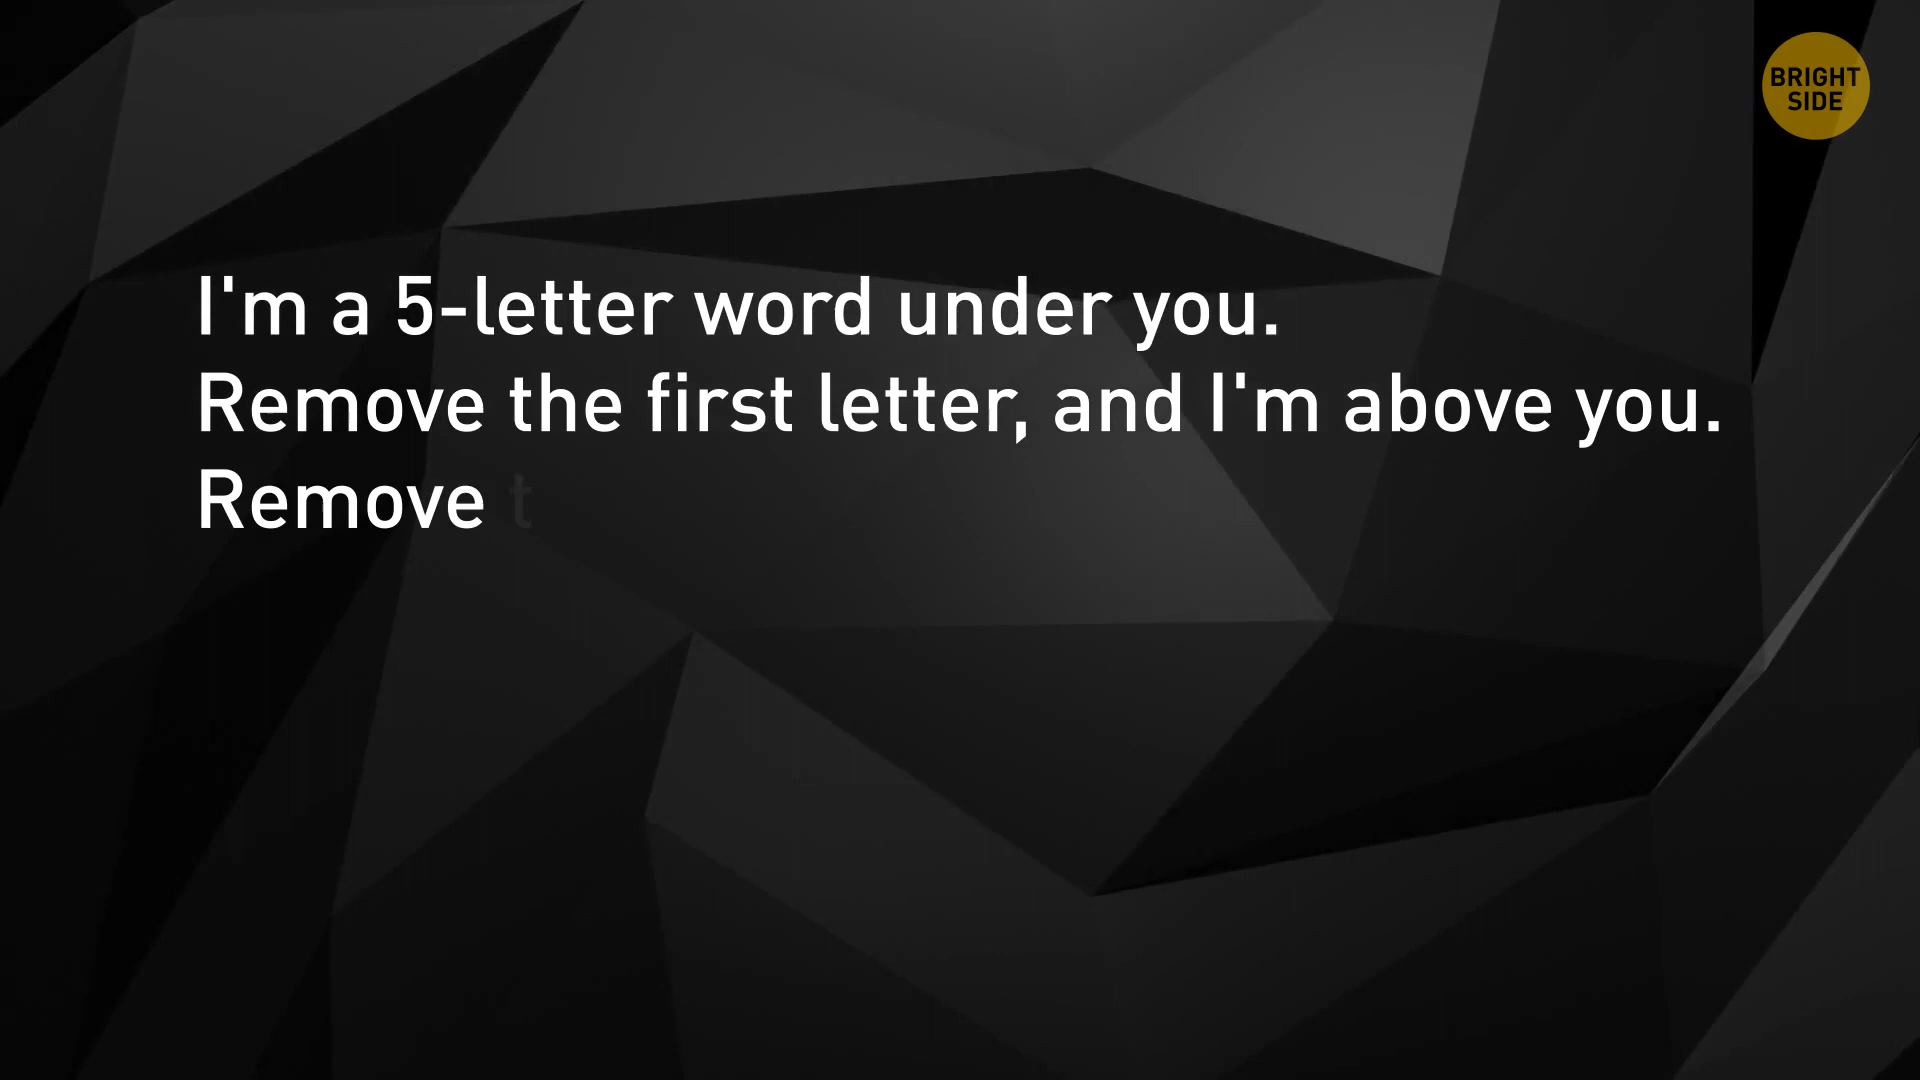 BRIGHT
SIDE
I'm a 5-letter word under you.
Remove the first letter, and I'm above you.
Remove t